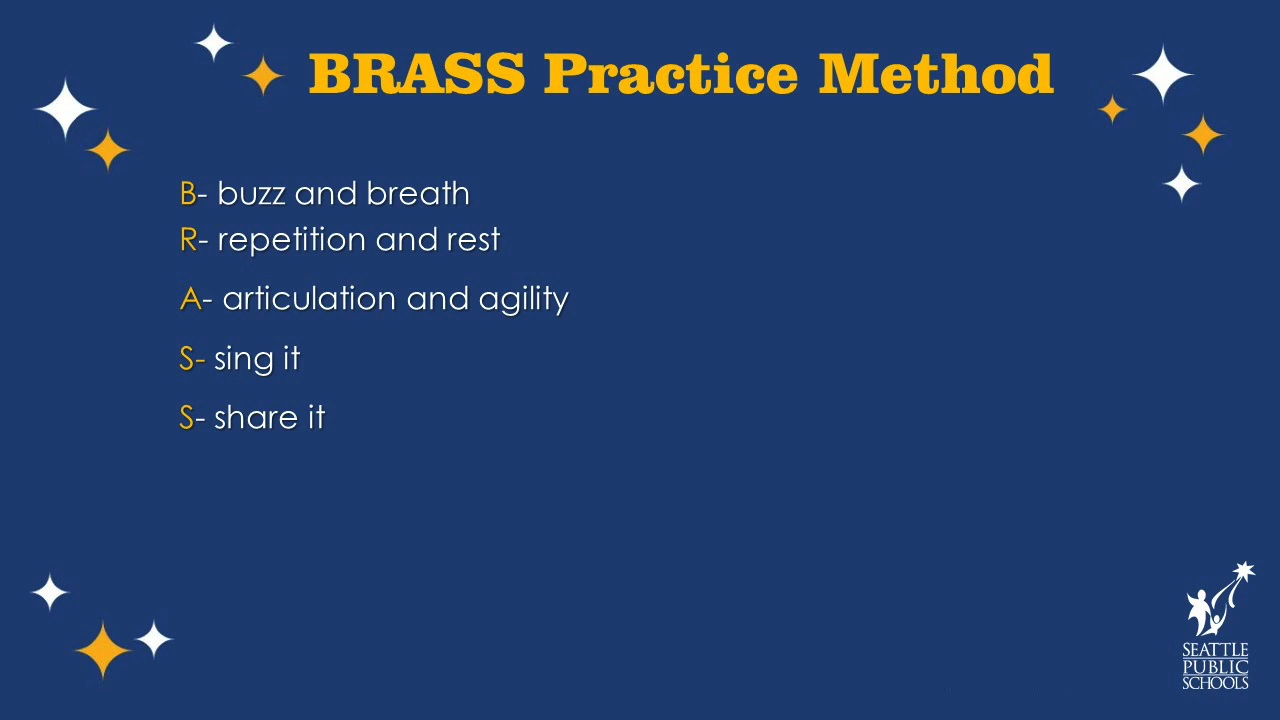 BRASS Practice Method
B- buzz and breath
R- repetition and rest
A- articulation and agility
S- sing it
S- share it
SEATTLE
PUBLIC
SCHOOLS